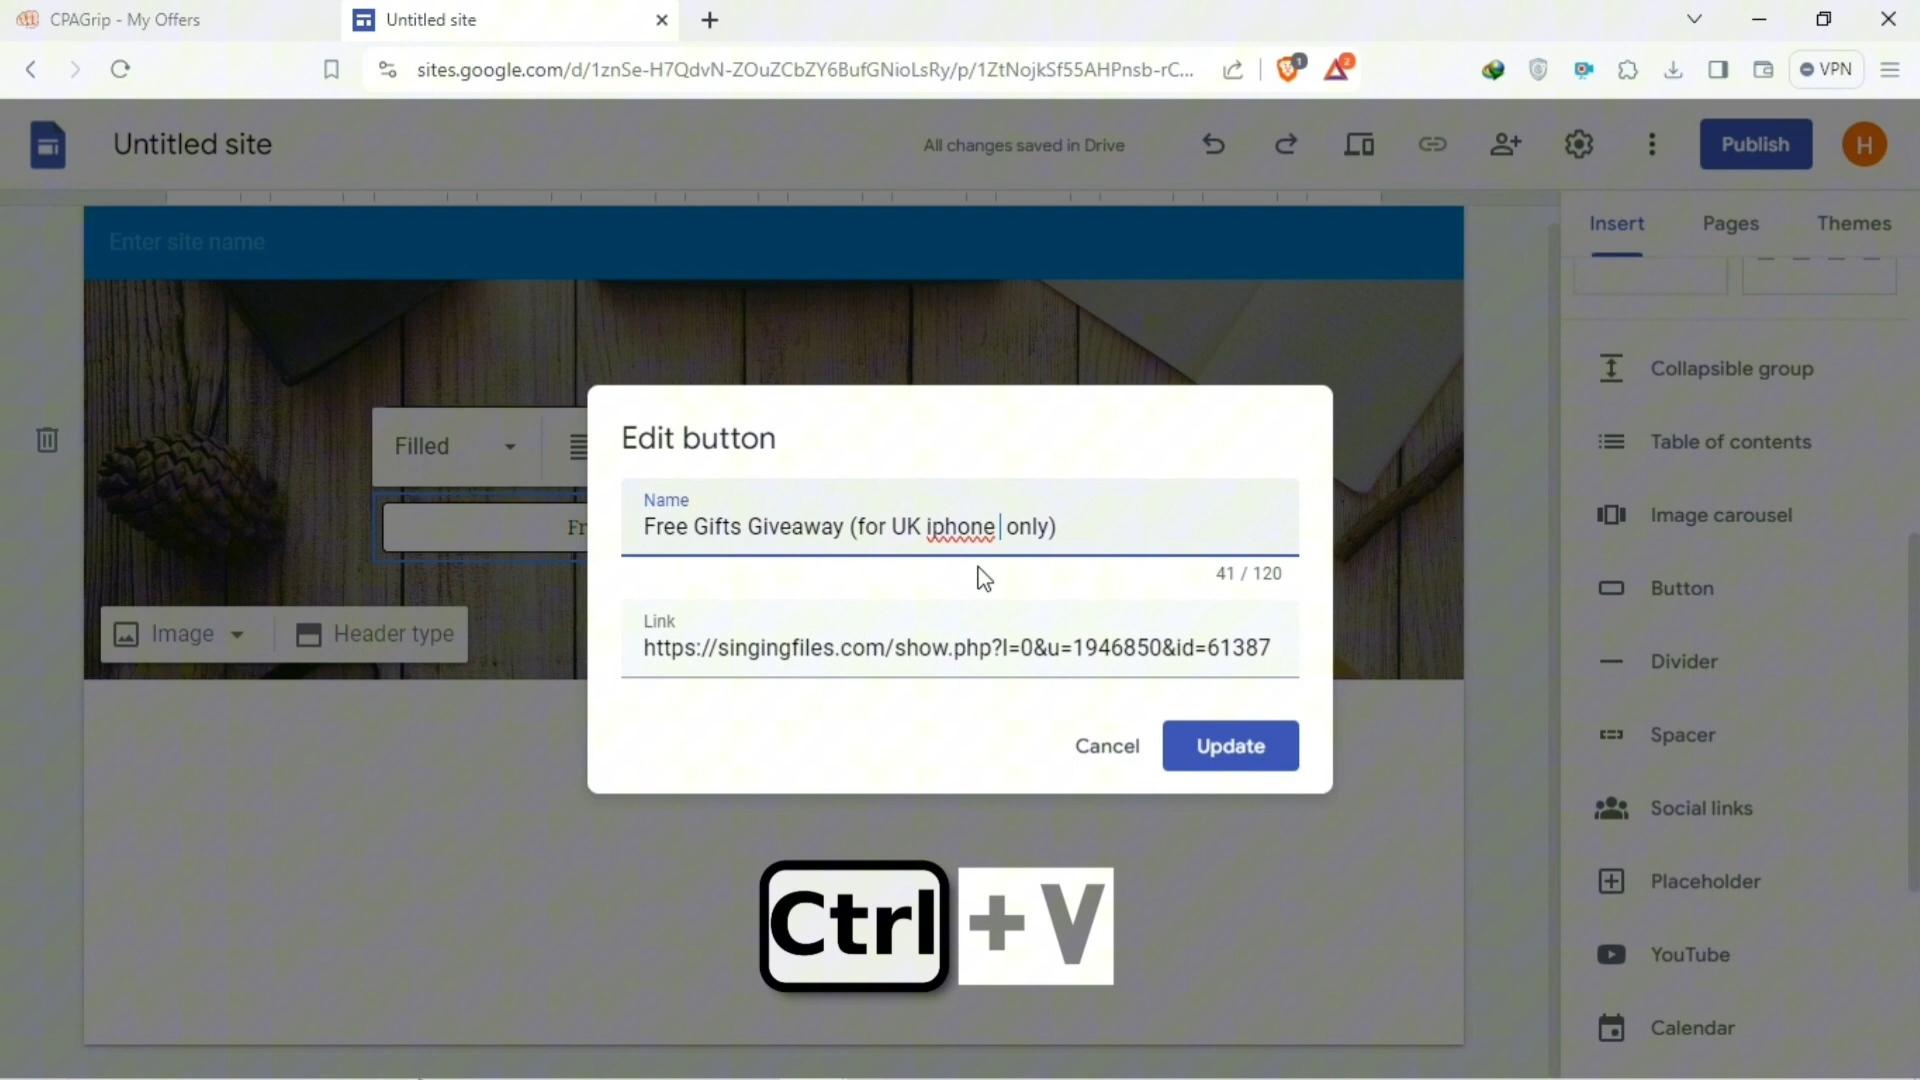 CPAGrip - My Offers
Untitled site
sites.google.com/d/1znSe-H7QdvN-ZOuZCbZY6BufGNioLsRy/p/1ZtNojkSf55AHPnsb-rC...
1
2
VPN
Untitled site
All changes saved in Drive
Publish
H
Enter site name
Insert
Pages
Themes
Filled
Fr
Image
Header type
Edit button
Name
Free Gifts Giveaway (for UK iphone only)
41 / 120
Link
https://singingfiles.com/show.php?l=0&u=1946850&id=61387
Cancel
Update
Ctrl + V
Collapsible group
Table of contents
Image carousel
Button
Divider
Spacer
Social links
Placeholder
YouTube
Calendar